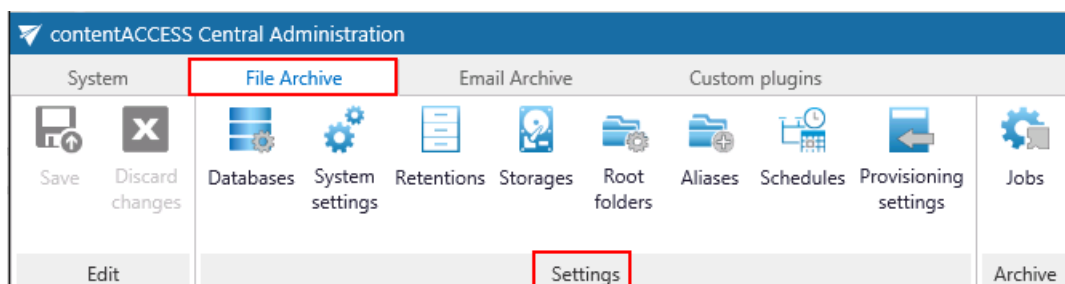 contentACCESS Central Administration
System File Archive Email Archive Custom plugins
Save Discard changes Databases System settings Retentions Storages Root folders Aliases Schedules Provisioning settings Jobs
Edit Settings Archive